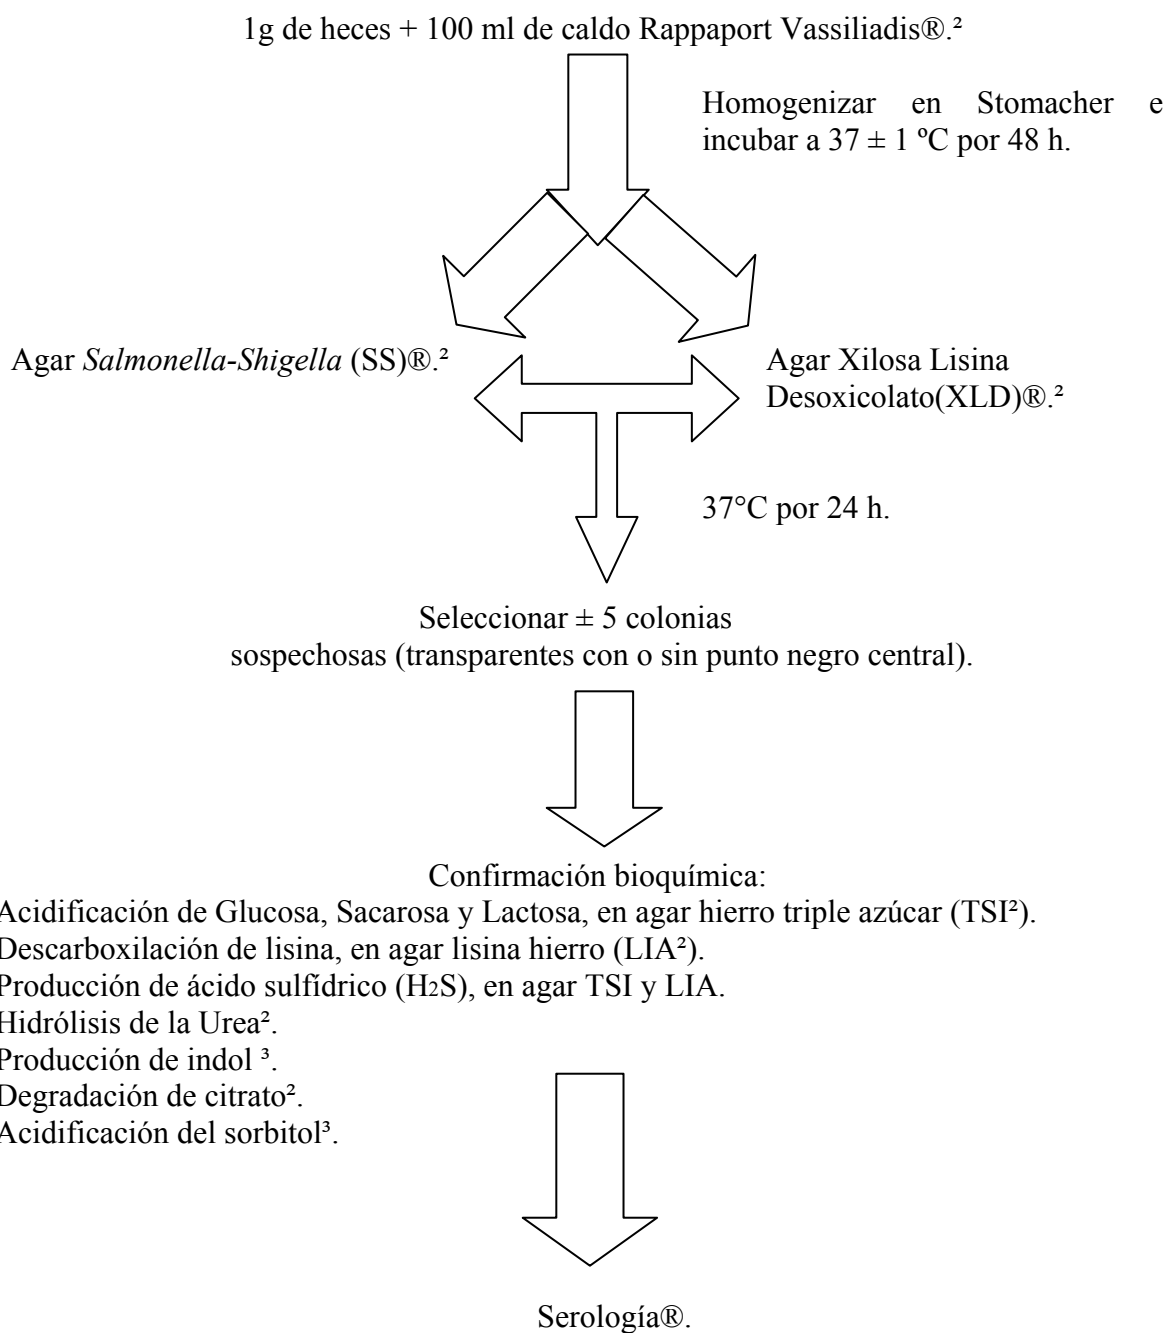 1g de heces + 100 ml de caldo Rappaport Vassiliadis®.²
Homogenizar en Stomacher e
incubar a 37 ± 1 ºC por 48 h.
Agar Salmonella-Shigella (SS)®.²
Agar Xilosa Lisina
Desoxicolato(XLD)®.²
37°C por 24 h.
Seleccionar ± 5 colonias
sospechosas (transparentes con o sin punto negro central).
Confirmación bioquímica:
Acidificación de Glucosa, Sacarosa y Lactosa, en agar hierro triple azúcar (TSI²).
Descarboxilación de lisina, en agar lisina hierro (LIA²).
Producción de ácido sulfídrico (H2S), en agar TSI y LIA.
Hidrólisis de la Urea².
Producción de indol ³.
Degradación de citrato².
Acidificación del sorbitol³.
Serología®.